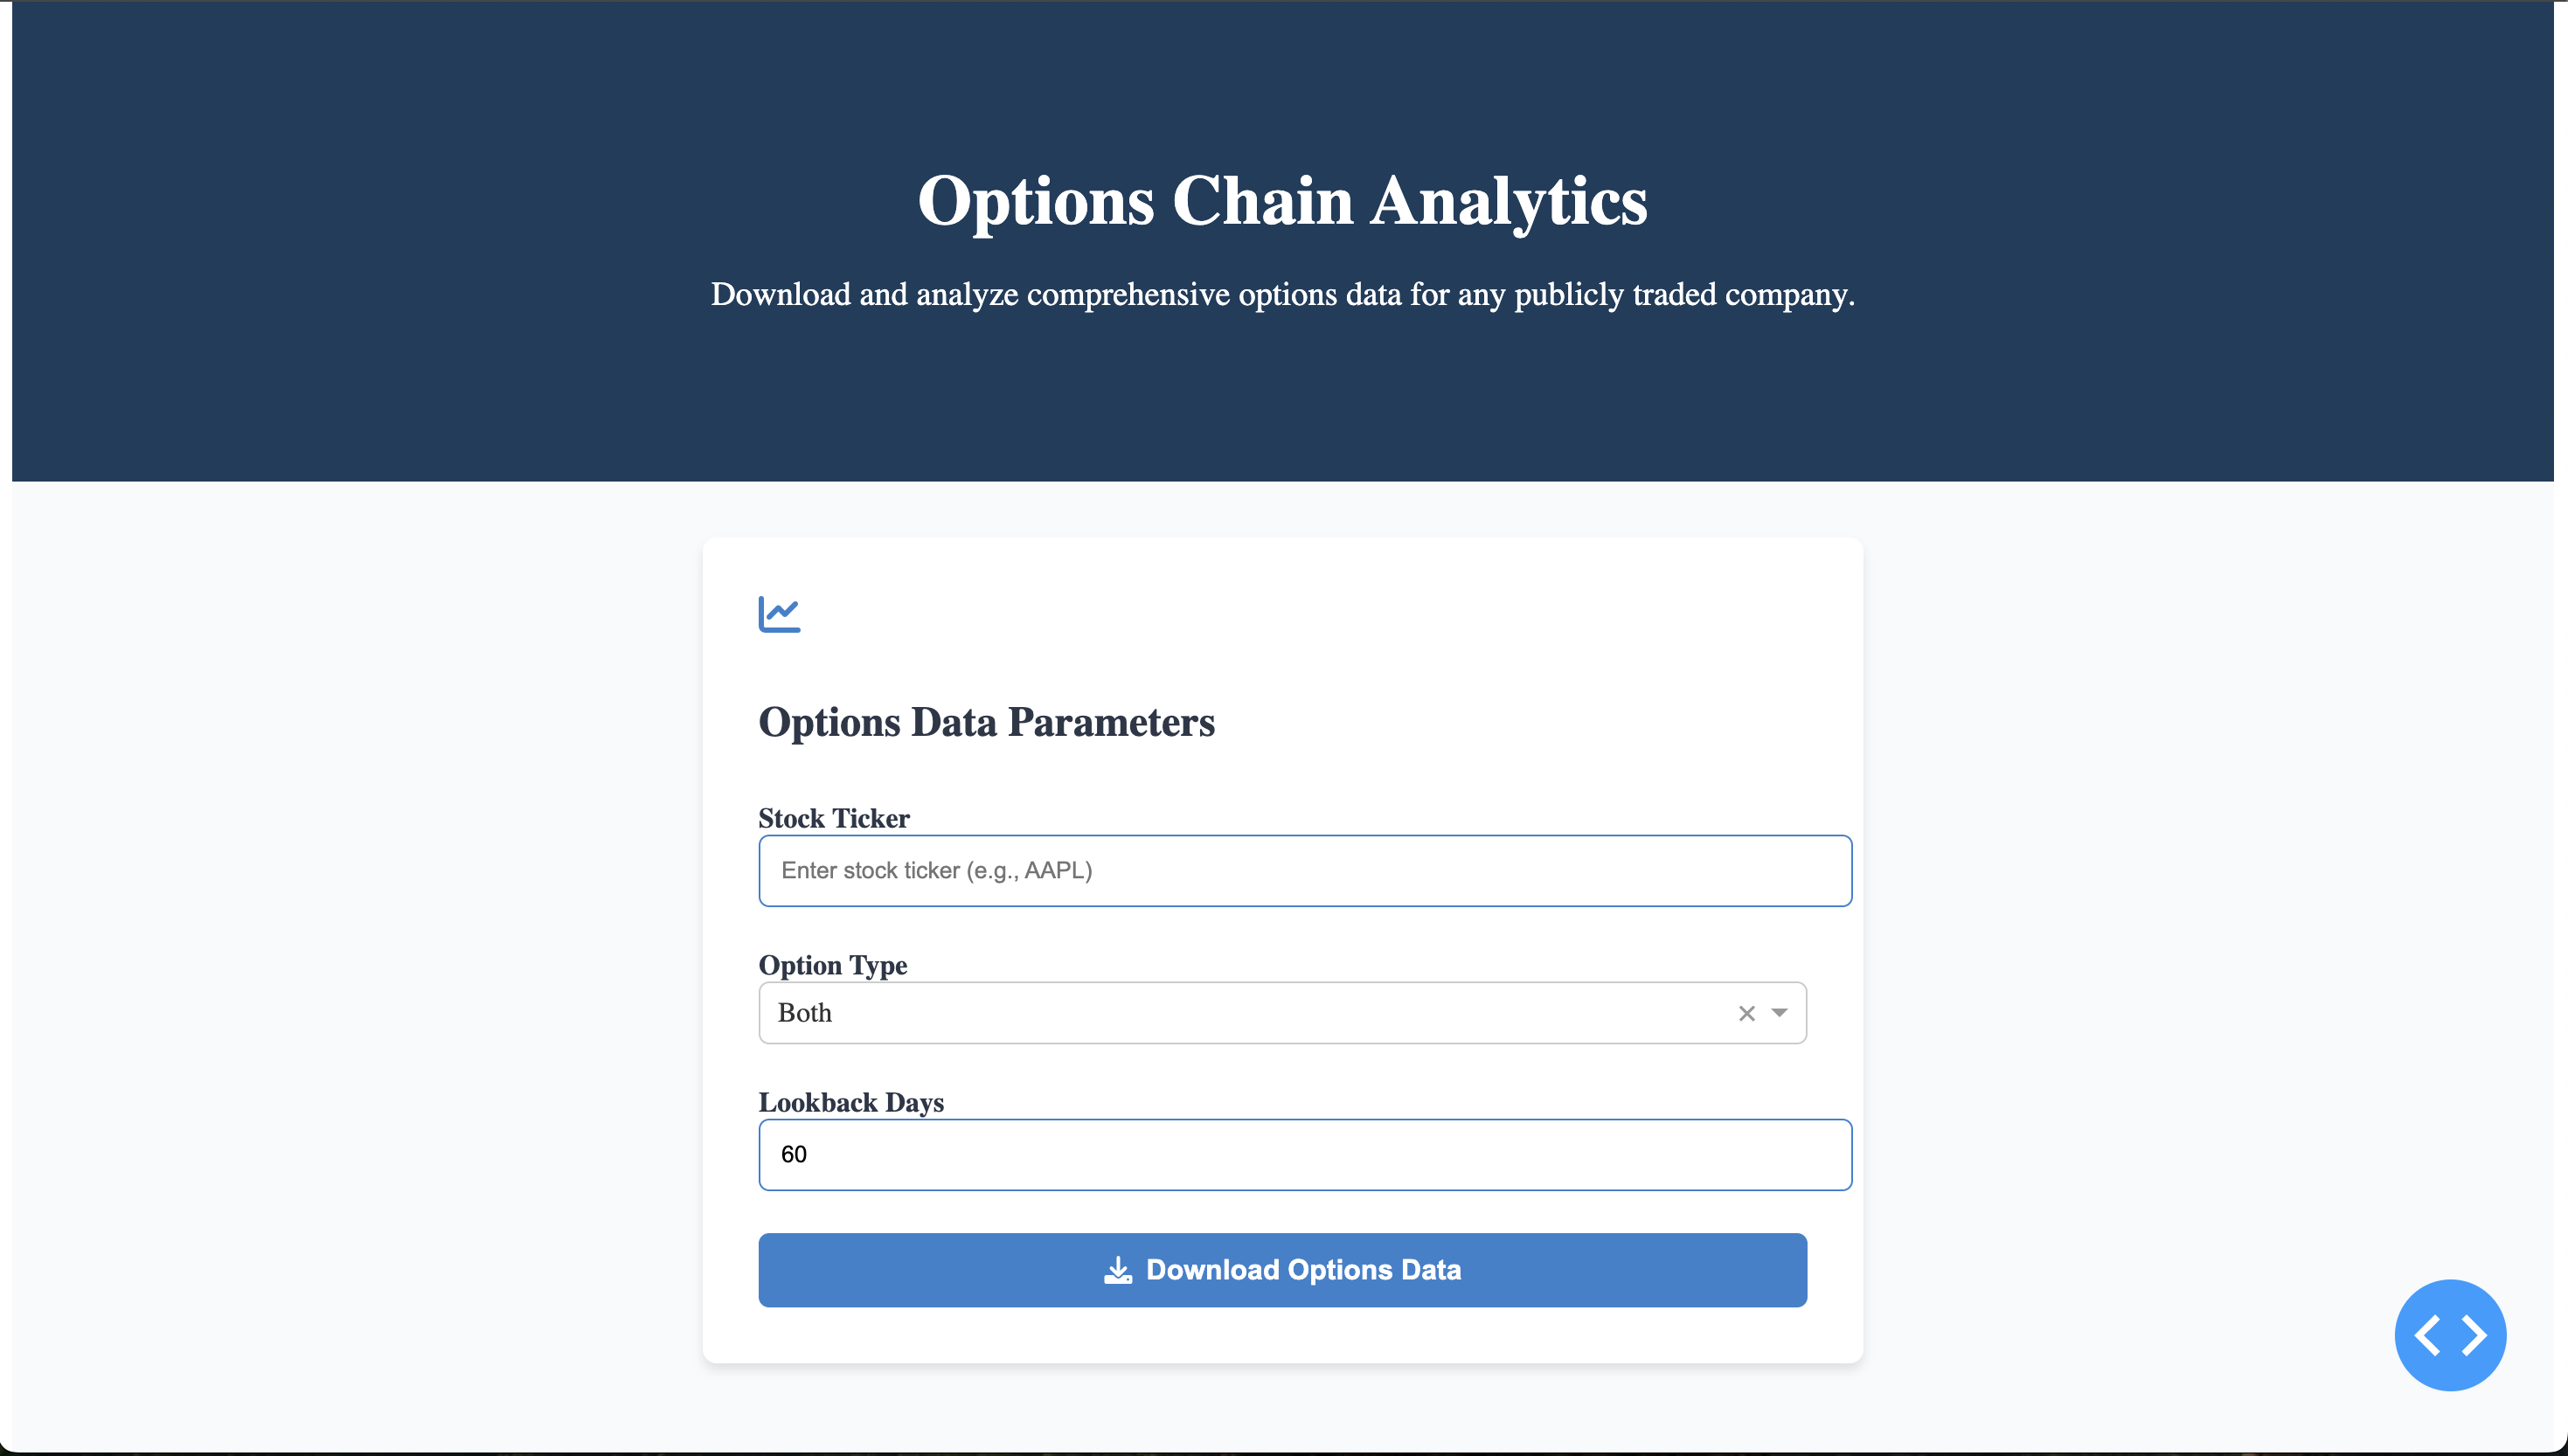 Options Chain Analytics
Download and analyze comprehensive options data for any publicly traded company.
Options Data Parameters
Stock Ticker
Enter stock ticker (e.g., AAPL)
Option Type
Both
Lookback Days
60
Download Options Data